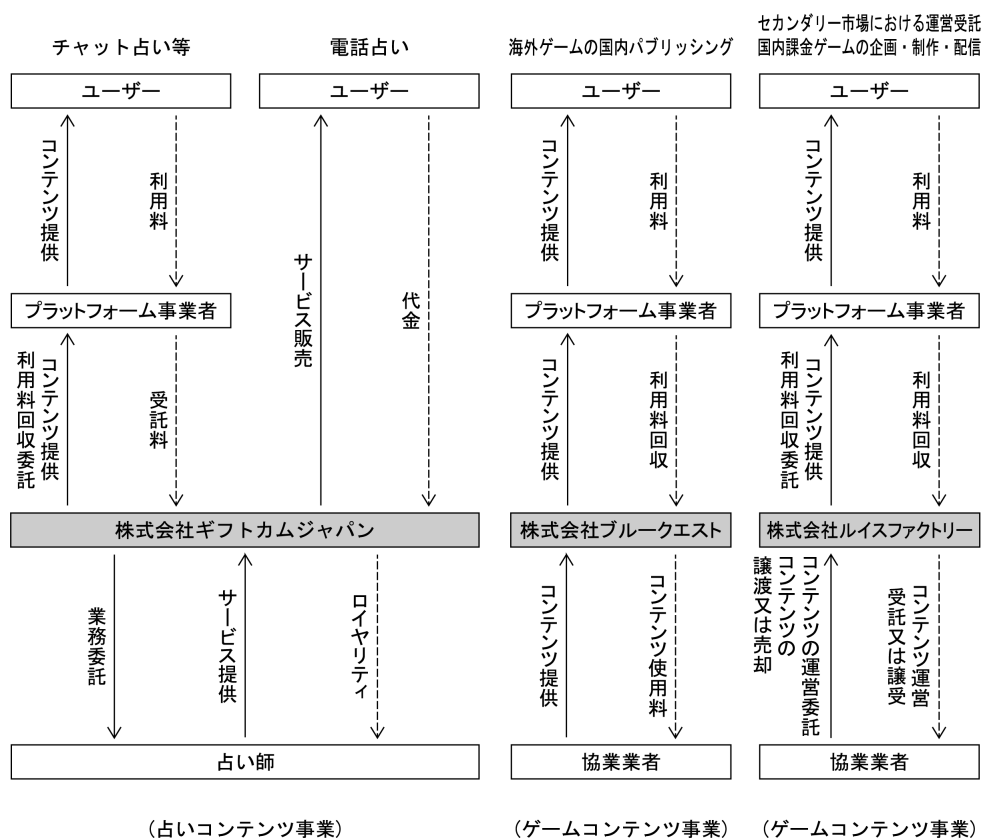 チャット占い等
電話占い
海外ゲームの国内パブリッシング
セカンダリー市場における運営受託
国内課金ゲームの企画・制作・配信
ユーザー
ユーザー
ユーザー
ユーザー
コンテンツ提供
利用料
サービス販売
代金
コンテンツ提供
利用料
コンテンツ提供
利用料
プラットフォーム事業者
プラットフォーム事業者
プラットフォーム事業者
コンテンツ提供
利用料回収委託
受託料
コンテンツ提供
利用料回収
コンテンツ提供
利用料回収委託
利用料回収
株式会社ギフトカムジャパン
株式会社ブルークエスト
株式会社ルイスファクトリー
業務委託
サービス提供
ロイヤリティ
コンテンツ提供
コンテンツ使用料
コンテンツの運営委託
コンテンツの
譲渡又は売却
コンテンツ運営
受託又は譲受
占い師
協業業者
協業業者
(占いコンテンツ事業)
(ゲームコンテンツ事業)
(ゲームコンテンツ事業)